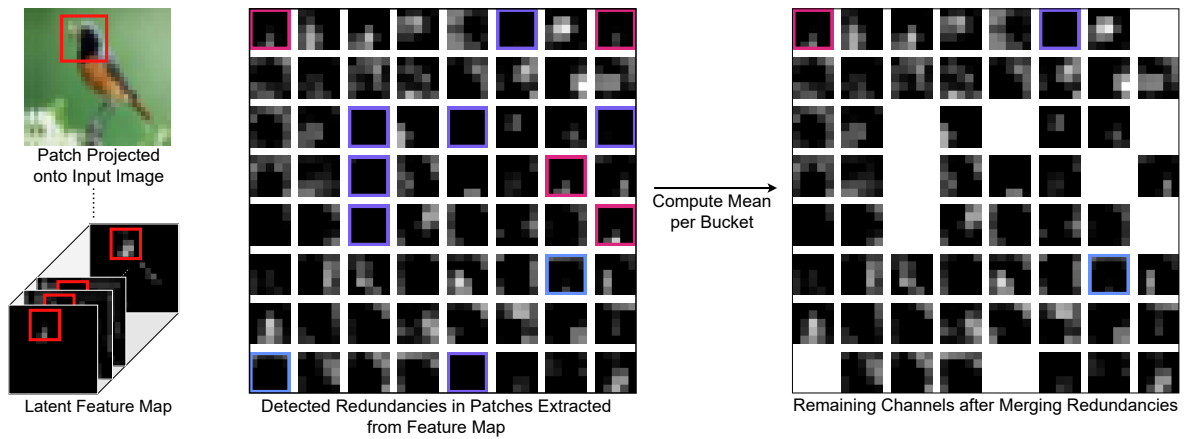 Patch Projected
onto Input Image
Latent Feature Map
Detected Redundancies in Patches Extracted
from Feature Map
Compute Mean
per Bucket
Remaining Channels after Merging Redundancies